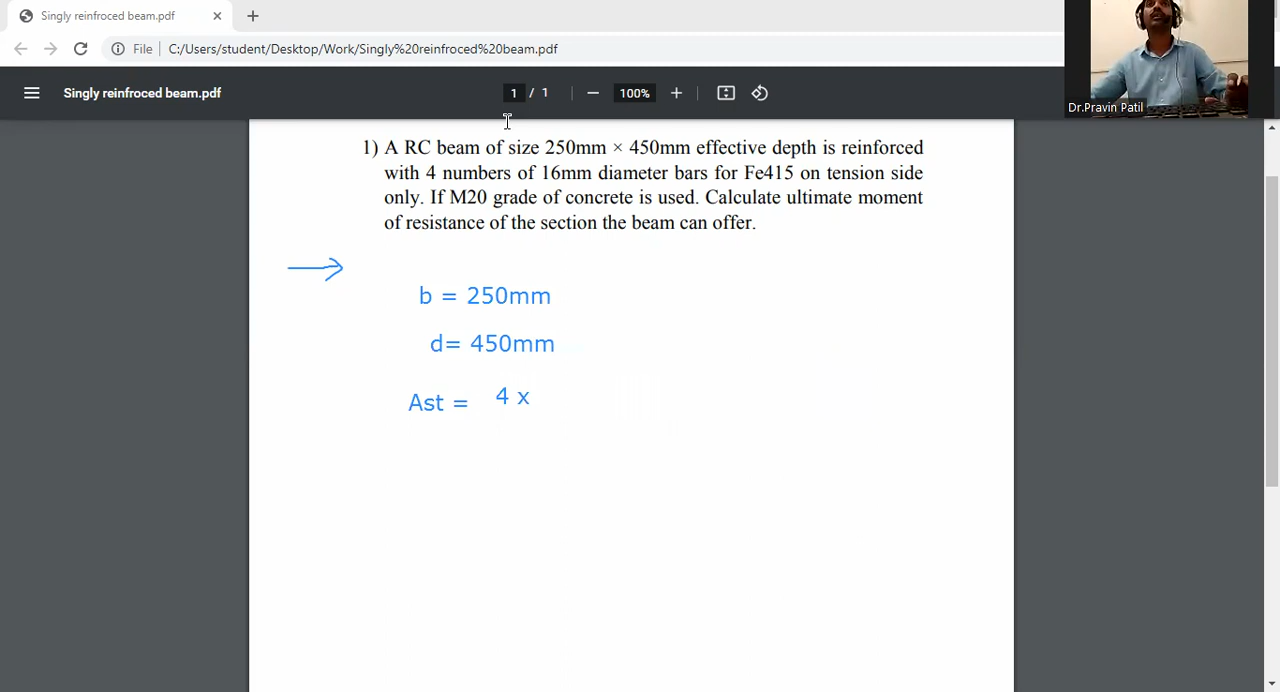 Singly reinfroced beam.pdf
File C:/Users/student/Desktop/Work/Singly%20reinfroced%20beam.pdf
Singly reinfroced beam.pdf 1 / 1 100%
Dr.Pravin Patil
1) A RC beam of size 250mm × 450mm effective depth is reinforced
with 4 numbers of 16mm diameter bars for Fe415 on tension side
only. If M20 grade of concrete is used. Calculate ultimate moment
of resistance of the section the beam can offer.
b = 250mm
d= 450mm
Ast = 4 x